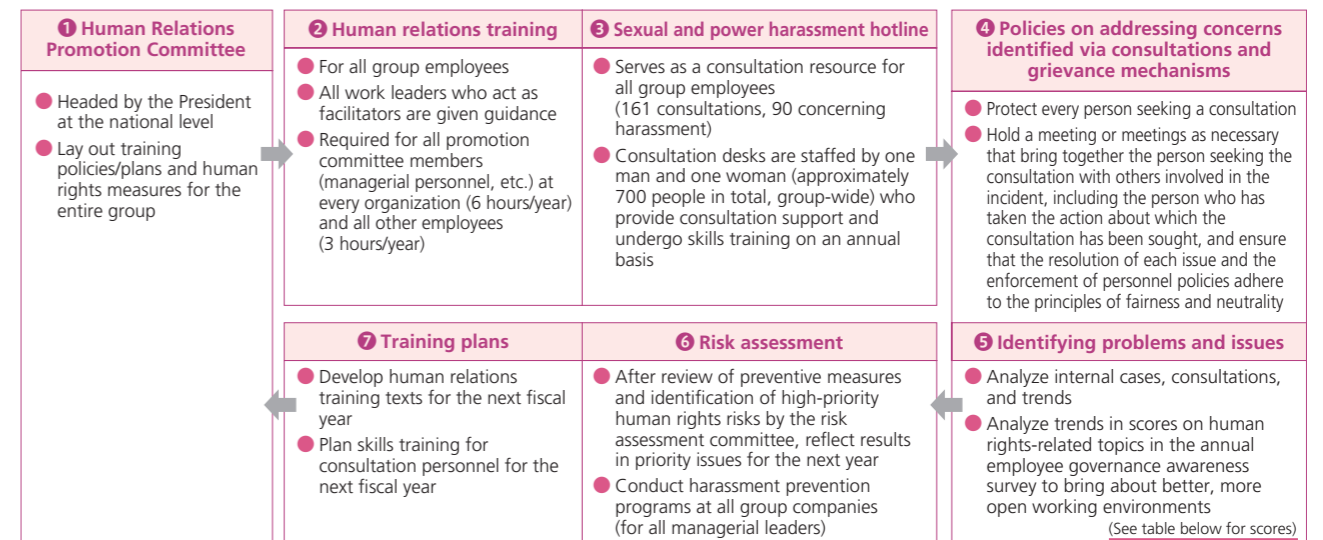 ❶ Human Relations
Promotion Committee
● Headed by the President
at the national level
● Lay out training
policies/plans and human
rights measures for the
entire group
❷ Human relations training
● For all group employees
● All work leaders who act as
facilitators are given guidance
● Required for all promotion
committee members
(managerial personnel, etc.) at
every organization (6 hours/year)
and all other employees
(3 hours/year)
❸ Sexual and power harassment hotline
● Serves as a consultation resource for
all group employees
(161 consultations, 90 concerning
harassment)
● Consultation desks are staffed by one
man and one woman (approximately
700 people in total, group-wide) who
provide consultation support and
undergo skills training on an annual
basis
❹ Policies on addressing concerns
identified via consultations and
grievance mechanisms
● Protect every person seeking a consultation
● Hold a meeting or meetings as necessary
that bring together the person seeking the
consultation with others involved in the
incident, including the person who has
taken the action about which the
consultation has been sought, and ensure
that the resolution of each issue and the
enforcement of personnel policies adhere
to the principles of fairness and neutrality
❺ Identifying problems and issues
● Analyze internal cases, consultations,
and trends
● Analyze trends in scores on human
rights-related topics in the annual
employee governance awareness
survey to bring about better, more
open working environments
(See table below for scores)
❻ Risk assessment
● After review of preventive measures
and identification of high-priority
human rights risks by the risk
assessment committee, reflect results
in priority issues for the next year
● Conduct harassment prevention
programs at all group companies
(for all managerial leaders)
❼ Training plans
● Develop human relations
training texts for the next fiscal
year
● Plan skills training for
consultation personnel for the
next fiscal year